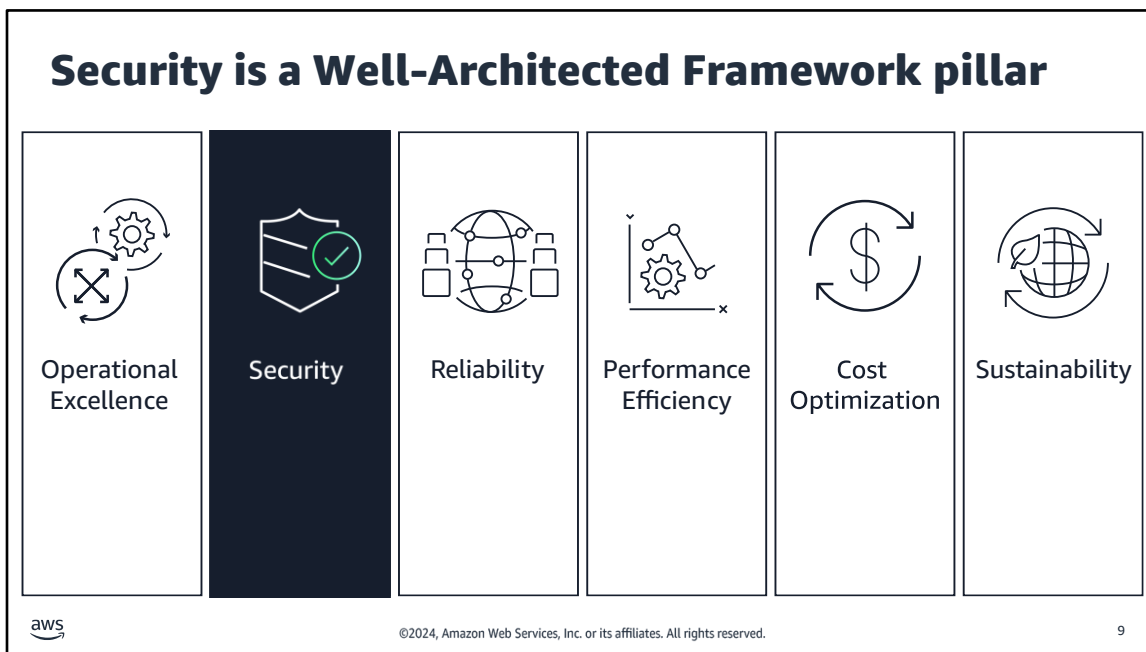 Security is a Well-Architected Framework pillar
Operational
Excellence
Security
Reliability
Performance
Efficiency
Cost
Optimization
Sustainability
aws
©2024, Amazon Web Services, Inc. or its affiliates. All rights reserved.
9